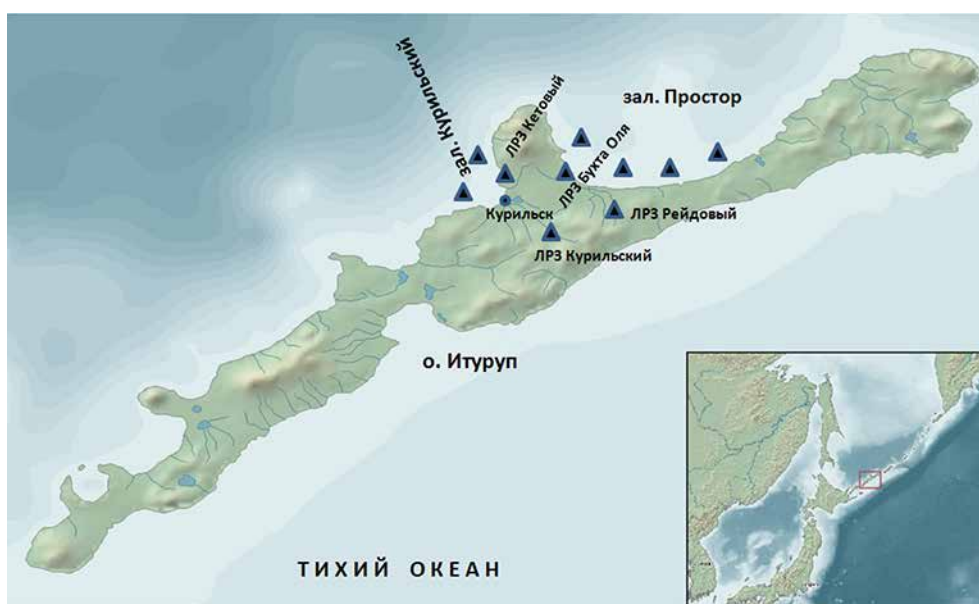 зал. Курильский
ЛРЗ Кетовый
зал. Простор
ЛРЗ Бухта Оля
Курильск
ЛРЗ Рейдовый
ЛРЗ Курильский
о. Итуруп
ТИХИЙ ОКЕАН